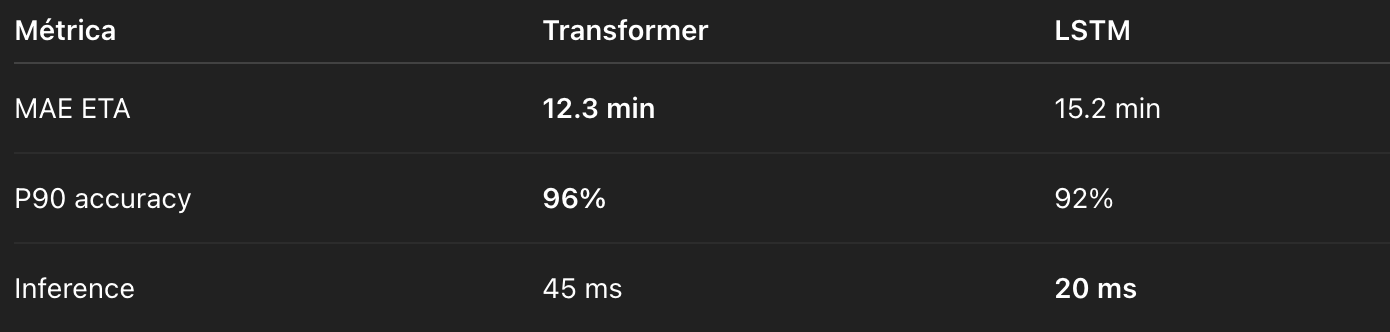 Métrica Transformer LSTM
MAE ETA 12.3 min 15.2 min
P90 accuracy 96% 92%
Inference 45 ms 20 ms